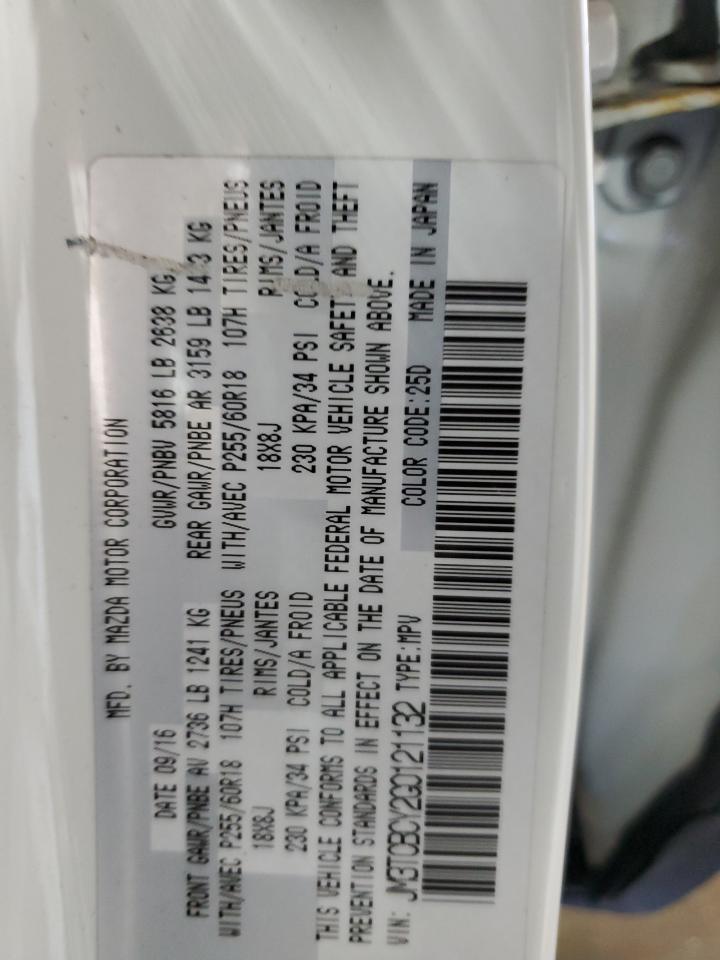 MFD. BY MAZDA MOTOR CORPORATION
DATE 09/16 GVWR/PNBV 5816 LB 2638 KG
FRONT GAWR/PNBE AV 2736 LB 1241 KG REAR GAWR/PNBE AR 3159 LB KG
WITH/AVEC P255/60R18 107H TIRES/PNEUS WITH/AVEC P255/60R18 107H TIRES/PNEUS
18X8J RIMS/JANTES 18X8J RIMS/JANTES
230 KPA/34 PSI COLD/A FROID 230 KPA/34 PSI COLD/A FROID
THIS VEHICLE CONFORMS TO ALL APPLICABLE FEDERAL MOTOR VEHICLE SAFETY AND THEFT
PREVENTION STANDARDS IN EFFECT ON THE DATE OF MANUFACTURE SHOWN ABOVE.
VIN: JM3TCBCY2G0121132 TYPE:MPV COLOR CODE:25D MADE IN JAPAN